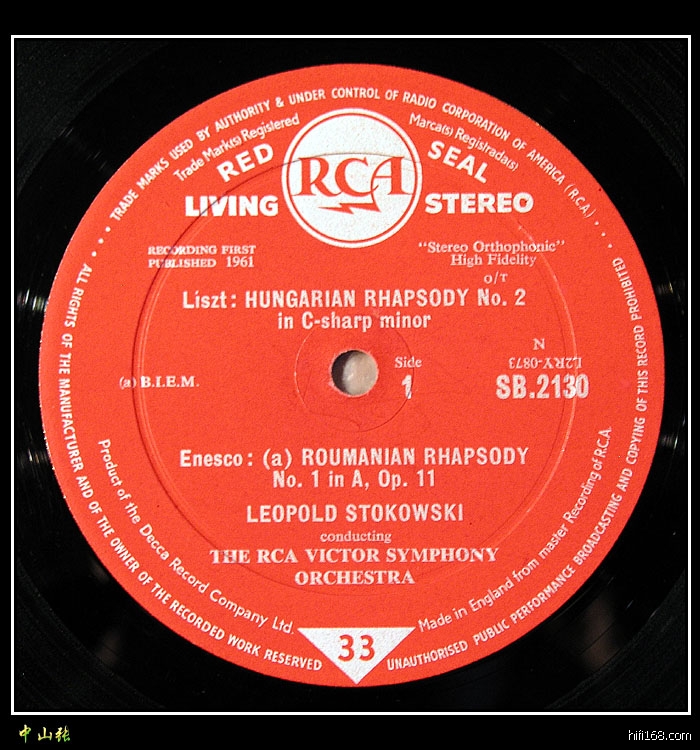 TRADE MARKS USED BY AUTHORITY & UNDER CONTROL OF RADIO CORPORATION OF AMERICA (R.C.A.)
Trade Mark(s) Registered
Marca(s) Registrada(s)
RED RCA SEAL
LIVING STEREO
RECORDING FIRST
PUBLISHED 1961
"Stereo Orthophonic"
High Fidelity
O/T
Liszt: HUNGARIAN RHAPSODY No. 2
in C-sharp minor
N
L2RY-0873
(a) B.I.E.M.
Side
1
SB.2130
Enesco: (a) ROUMANIAN RHAPSODY
No. 1 in A, Op. 11
LEOPOLD STOKOWSKI
conducting
THE RCA VICTOR SYMPHONY
ORCHESTRA
Product of the Decca Record Company Ltd.
Made in England from master Recording of R.C.A.
33
ALL RIGHTS OF THE MANUFACTURER AND OF THE OWNER OF THE RECORDED WORK RESERVED
UNAUTHORISED PUBLIC PERFORMANCE BROADCASTING AND COPYING OF THIS RECORD PROHIBITED
中山张
hifi168.com